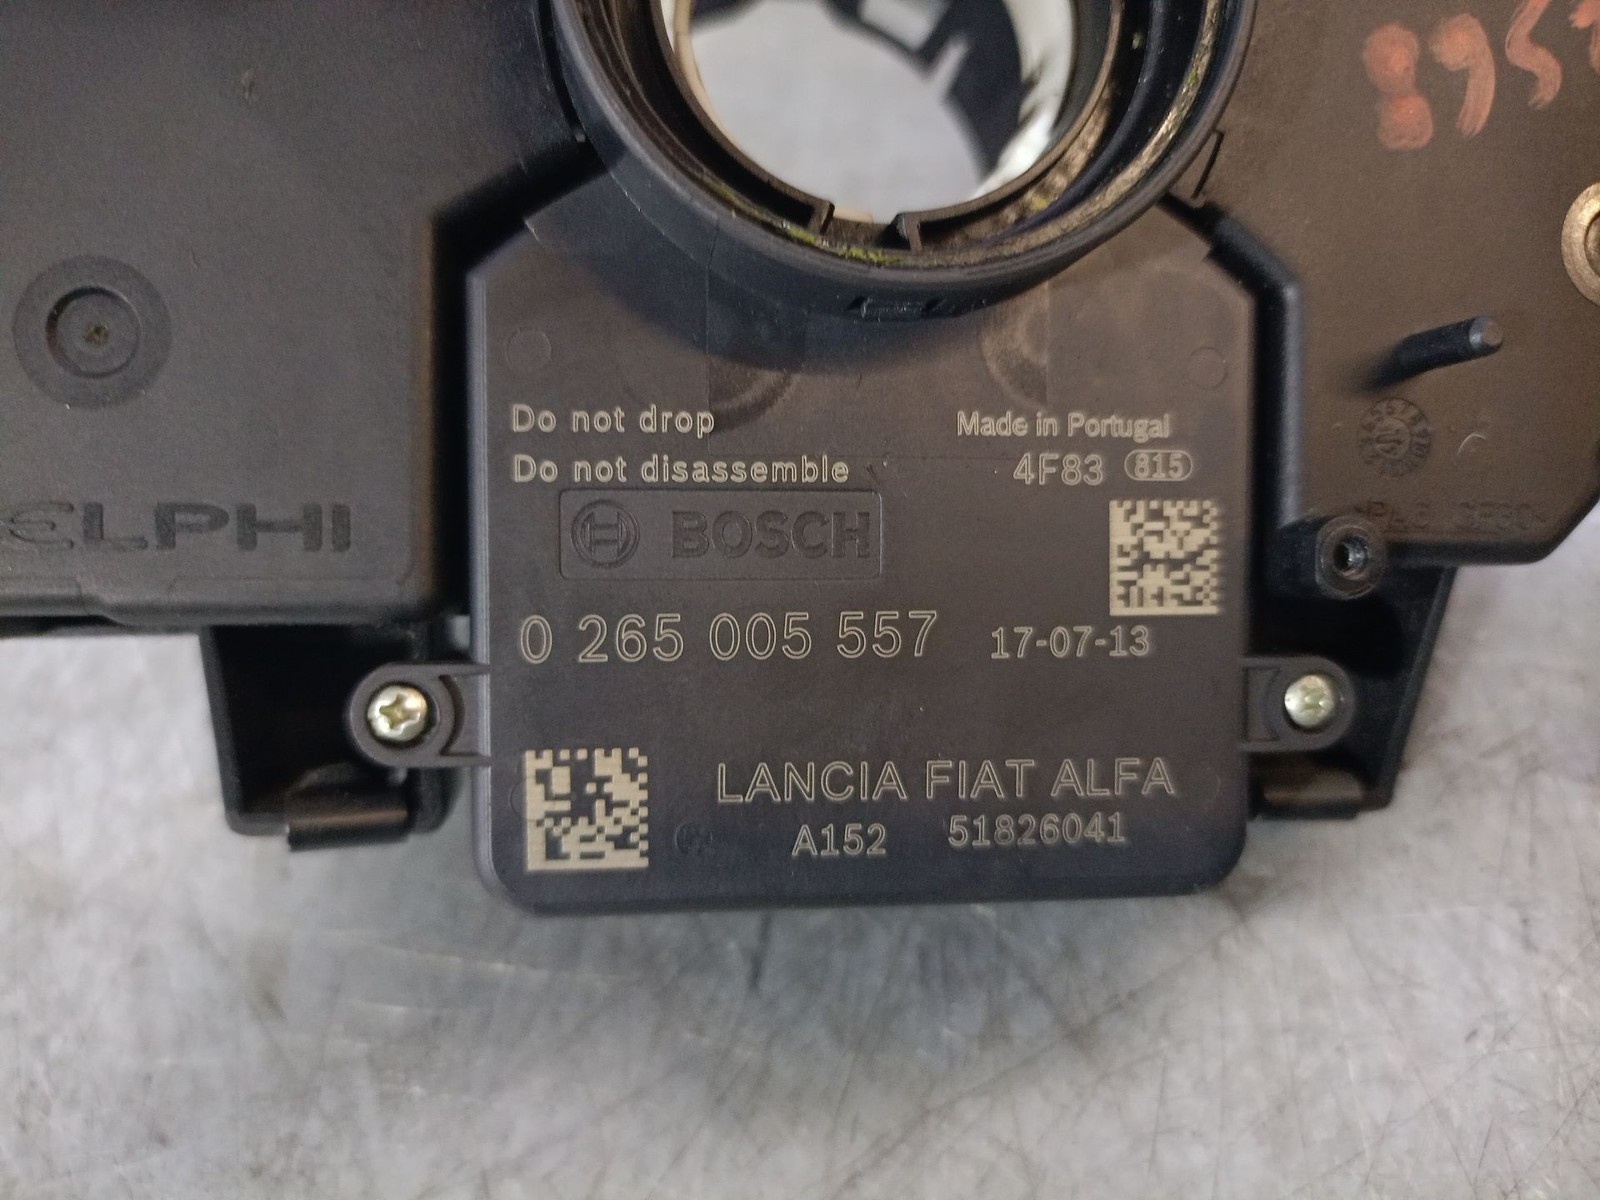 Do not drop
Made in Portugal
Do not disassemble
4F83 815
ELPHI
BOSCH
0 265 005 557
17-07-13
LANCIA FIAT ALFA
A152 51826041